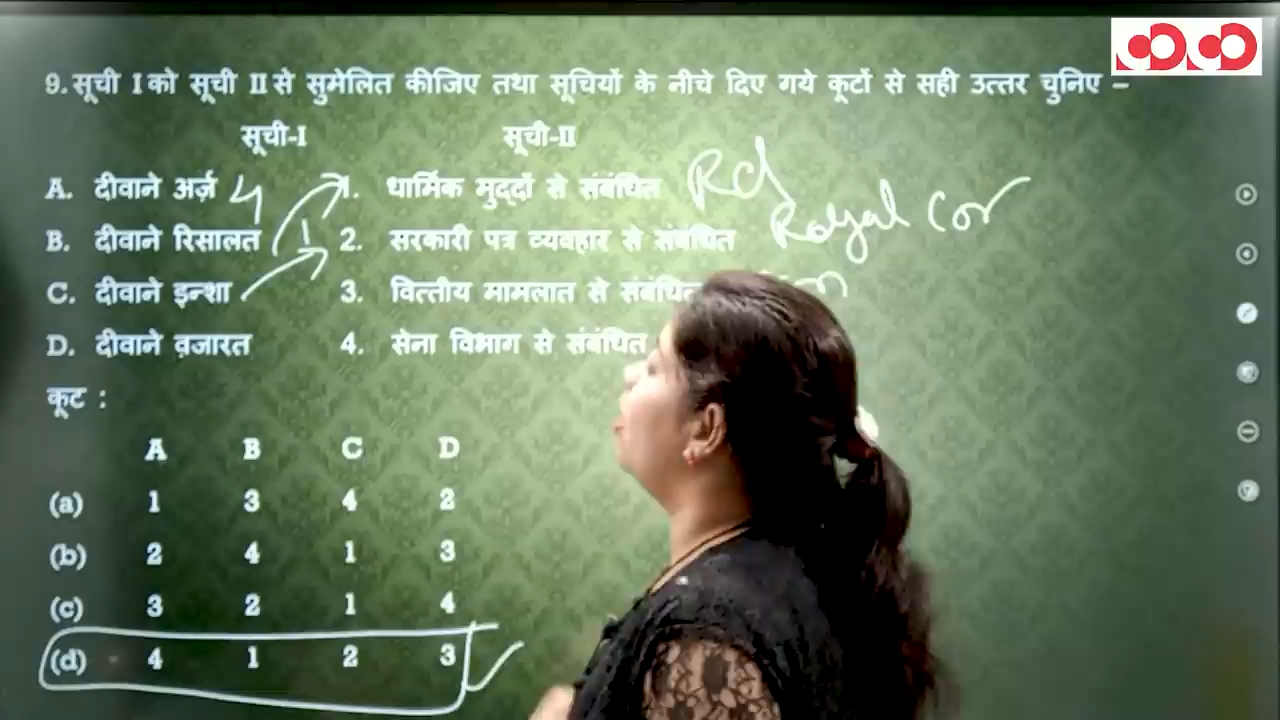 9. सूची I को सूची II से सुमेलित कीजिए तथा सूचियों के नीचे दिए गये कूटों से सही उत्तर चुनिए –
सूची-I सूची-II
A. दीवाने अर्ज़ 4 1. धार्मिक मुद्दों से संबंधित Rel
B. दीवाने रिसालत 1 2. सरकारी पत्र व्यवहार से संबंधित Royal Cor
C. दीवाने इन्शा 3. वित्तीय मामलात से संबंधित
D. दीवाने व़जारत 4. सेना विभाग से संबंधित
कूट :
A B C D
(a) 1 3 4 2
(b) 2 4 1 3
(c) 3 2 1 4
(d) 4 1 2 3